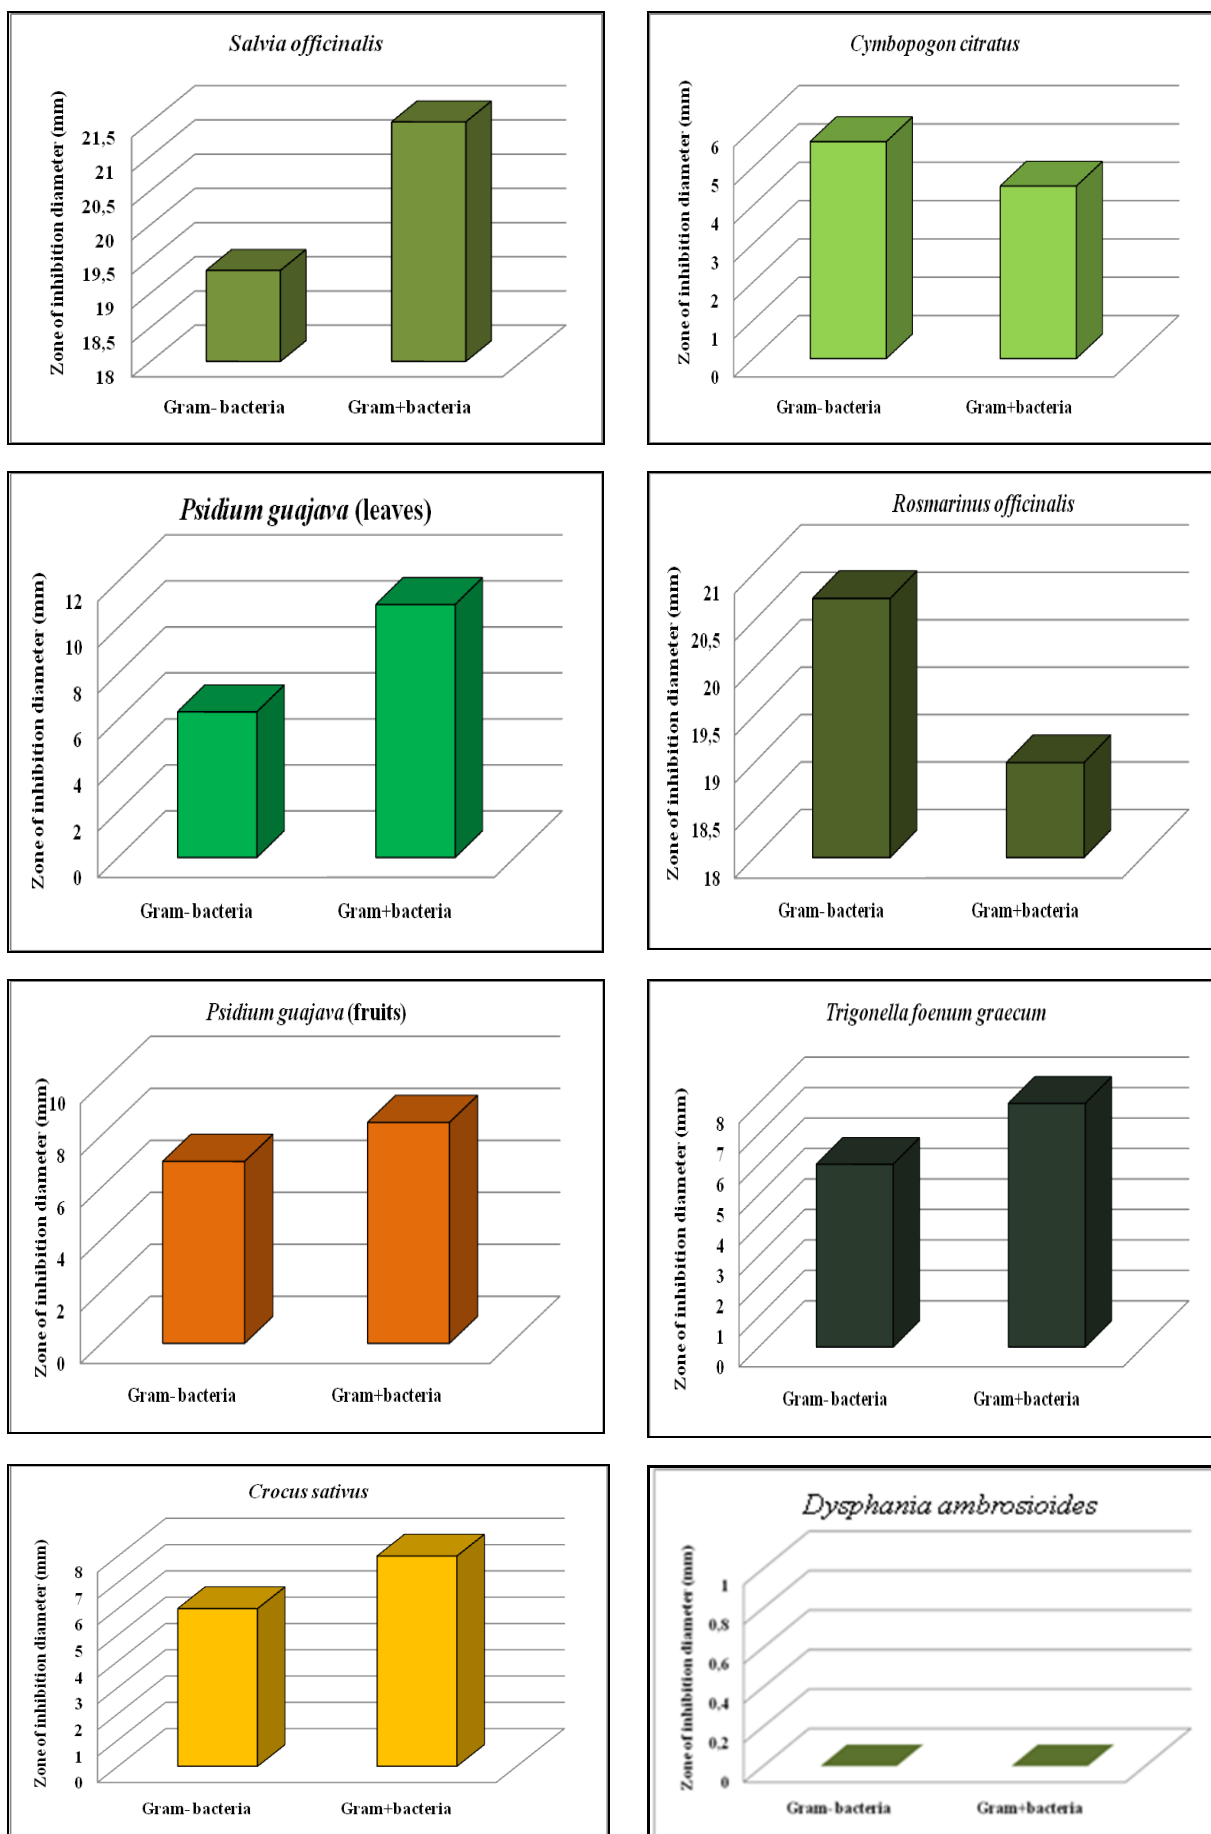 Salvia officinalis
Zone of inhibition diameter (mm)
21,5
21
20,5
20
19,5
19
18,5
18
Gram- bacteria
Gram+bacteria
Cymbopogon citratus
Zone of inhibition diameter (mm)
6
5
4
3
2
1
0
Gram- bacteria
Gram+bacteria
Psidium guajava (leaves)
Zone of inhibition diameter (mm)
12
10
8
6
4
2
0
Gram- bacteria
Gram+bacteria
Rosmarinus officinalis
Zone of inhibition diameter (mm)
21
20,5
20
19,5
19
18,5
18
Gram- bacteria
Gram+bacteria
Psidium guajava (fruits)
Zone of inhibition diameter (mm)
10
8
6
4
2
0
Gram- bacteria
Gram+bacteria
Trigonella foenum graecum
Zone of inhibition diameter (mm)
8
7
6
5
4
3
2
1
0
Gram- bacteria
Gram+bacteria
Crocus sativus
Zone of inhibition diameter (mm)
8
7
6
5
4
3
2
1
0
Gram- bacteria
Gram+bacteria
Dysphania ambrosioides
Zone of inhibition diameter (mm)
1
0,8
0,6
0,4
0,2
0
Gram- bacteria
Gram+bacteria